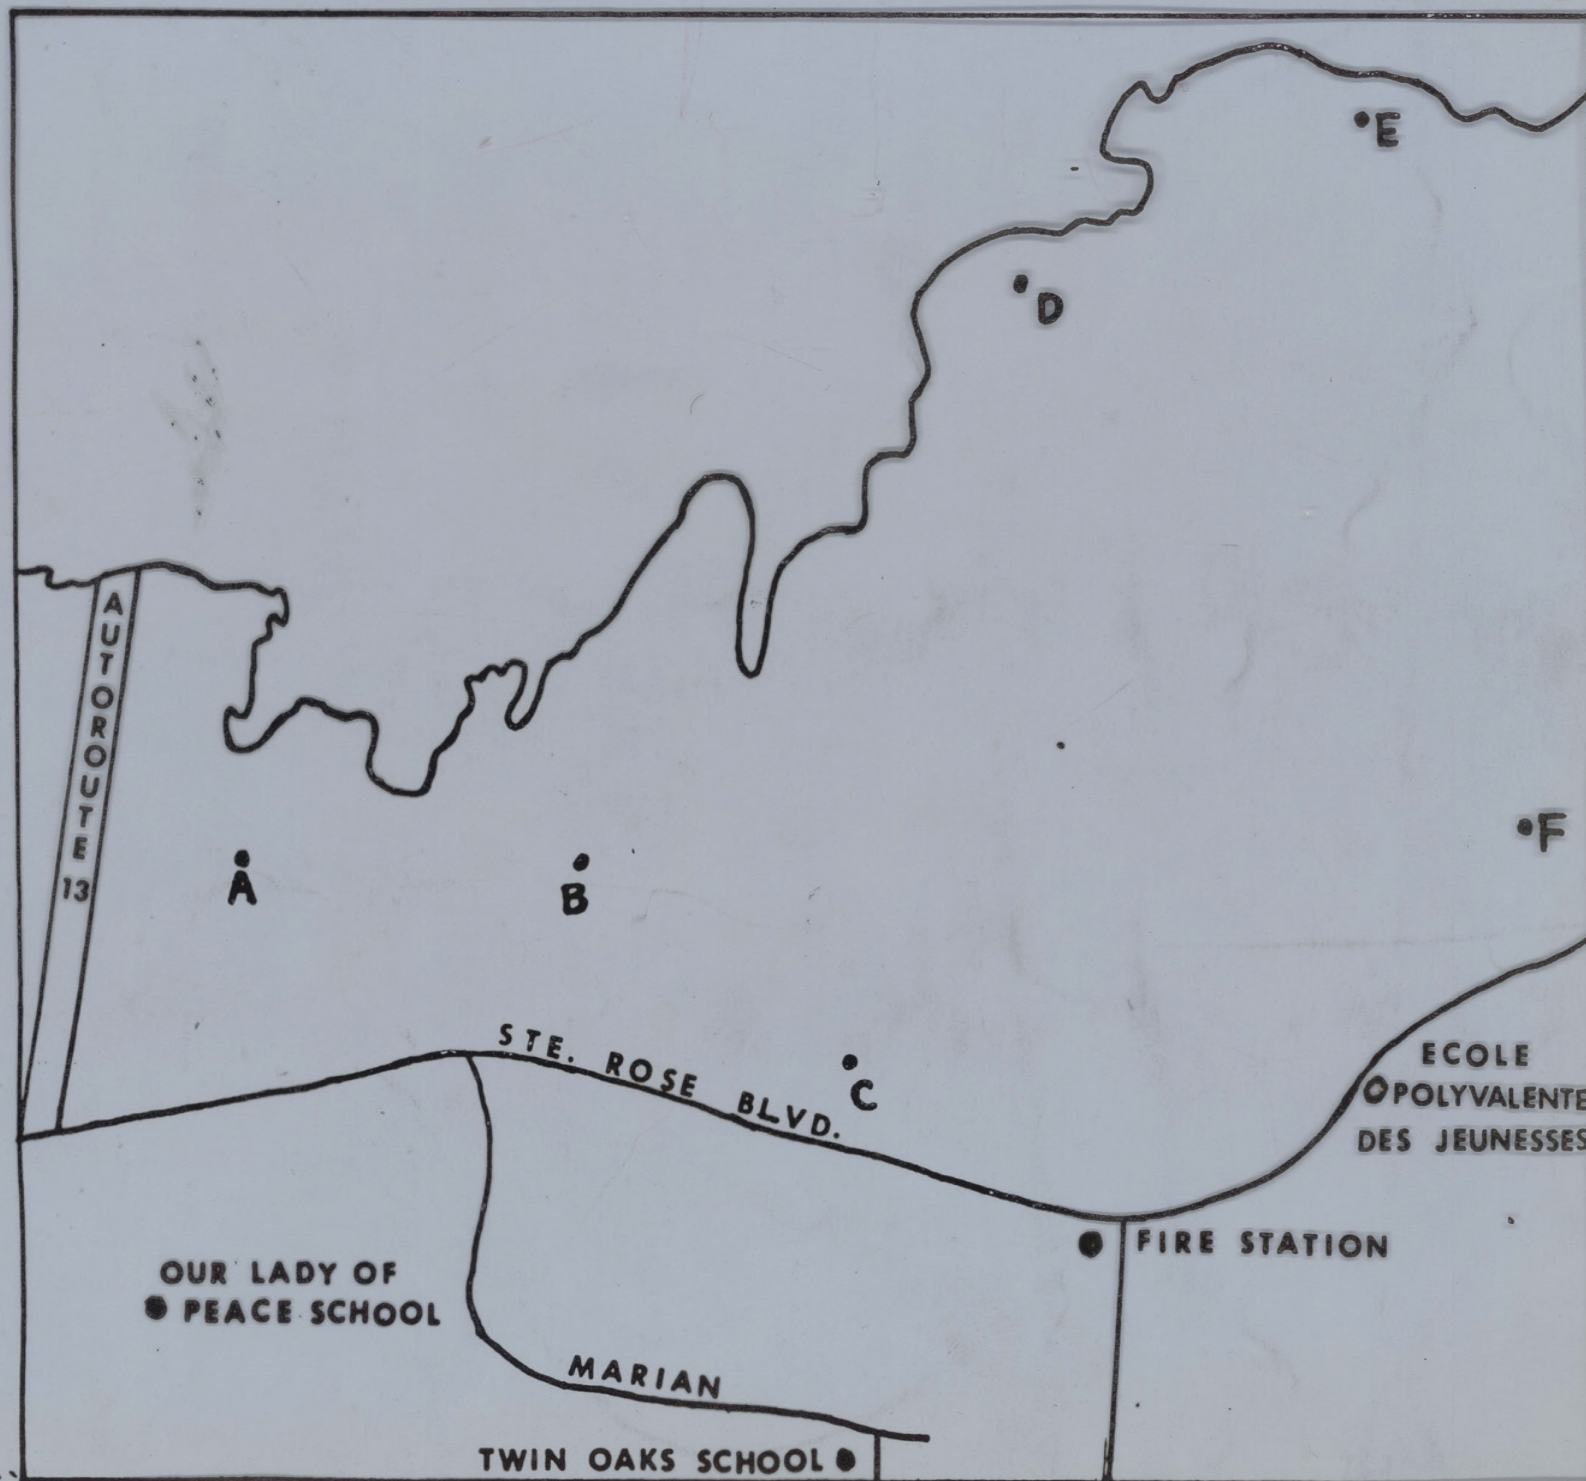 E
D
AUTOROUTE 13
A
B
F
STE. ROSE BLVD.
C
ECOLE
POLYVALENTE
DES JEUNESSES
FIRE STATION
OUR LADY OF
PEACE SCHOOL
MARIAN
TWIN OAKS SCHOOL